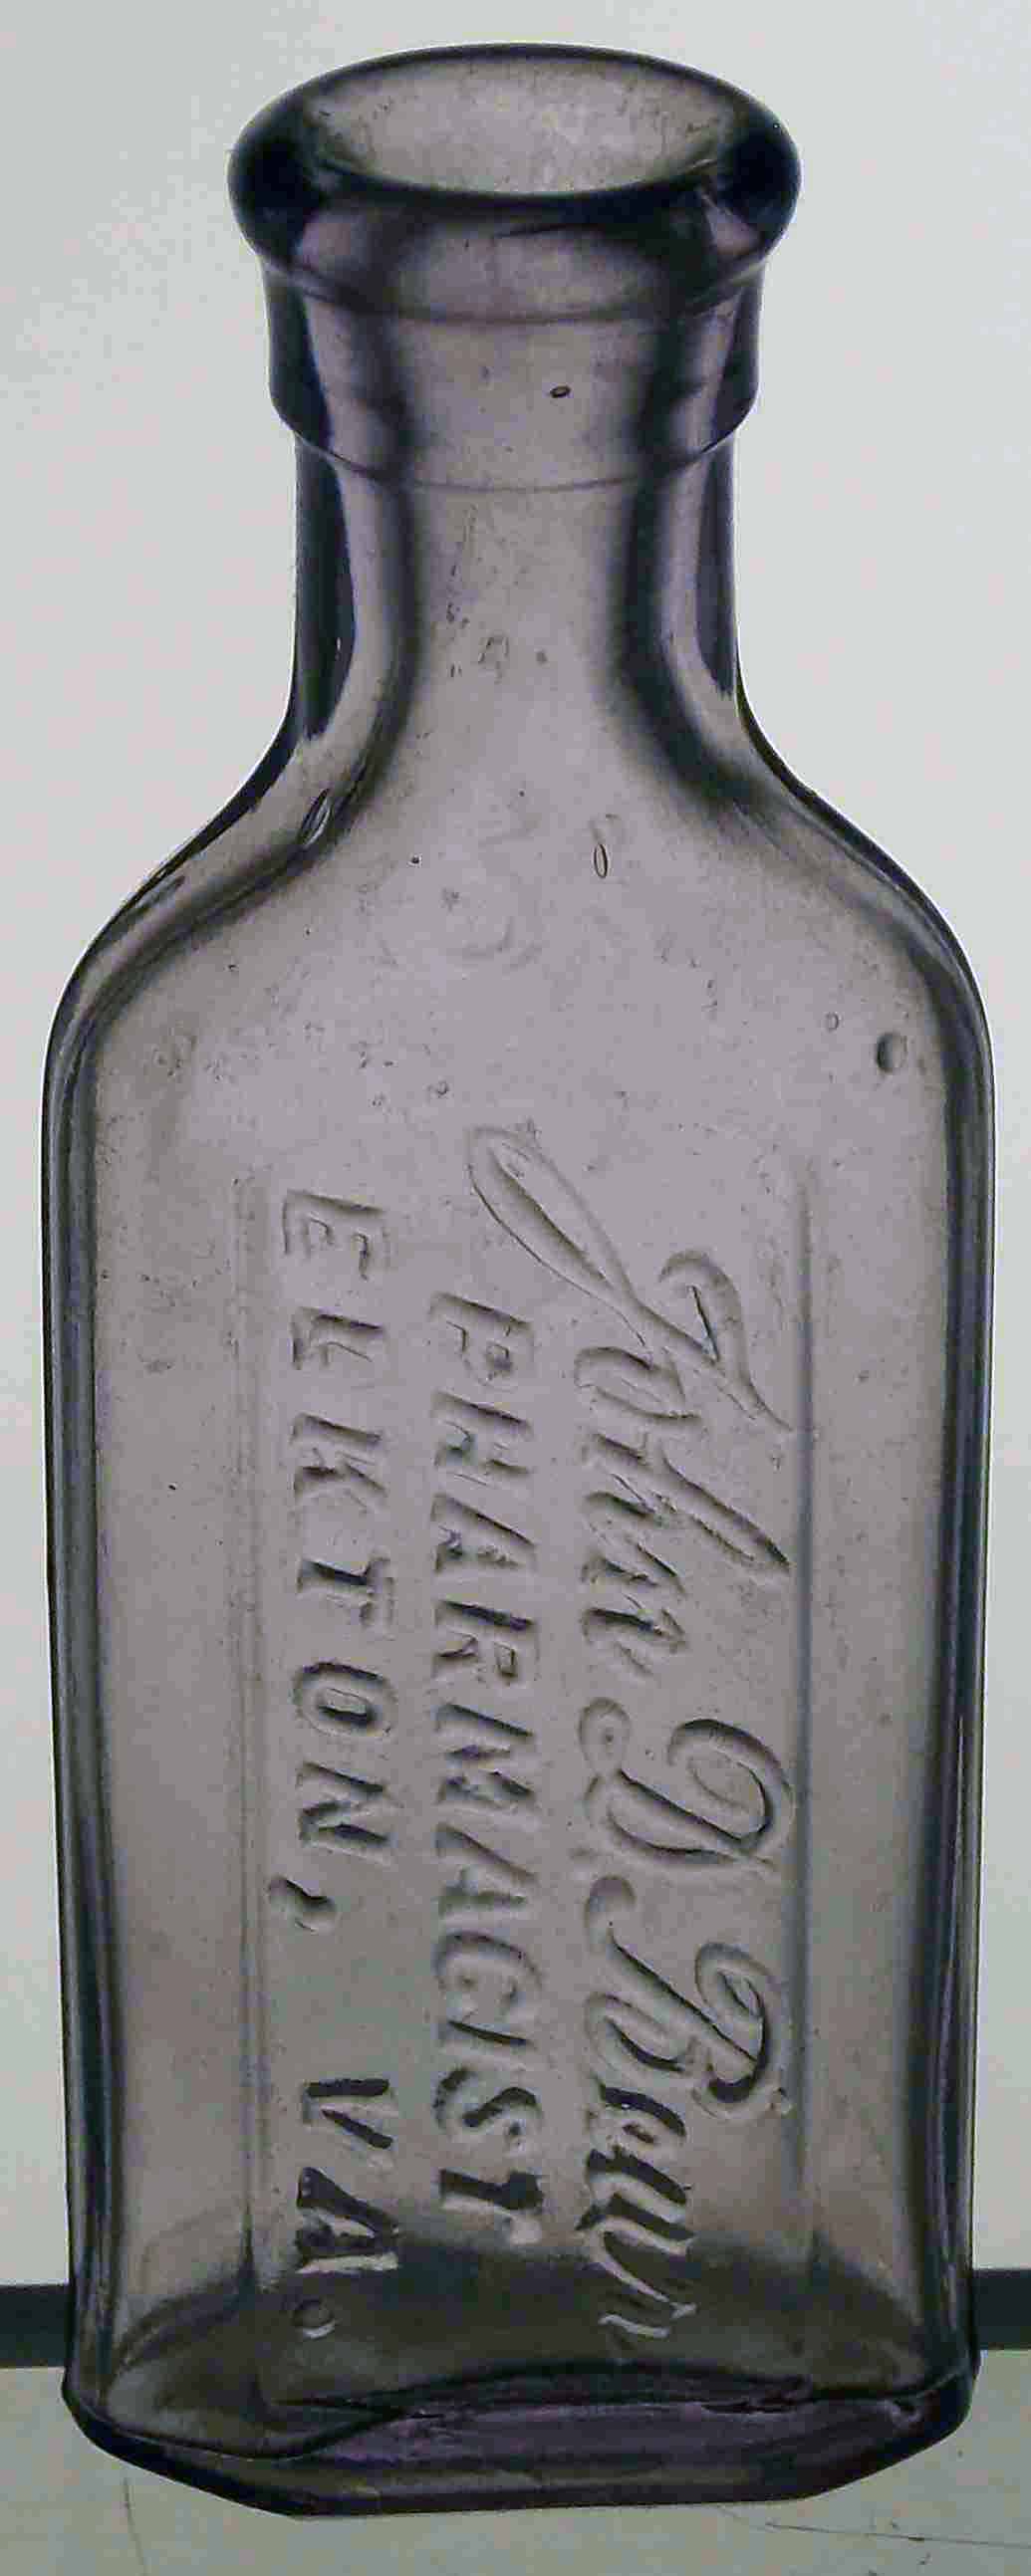 John D. Bear
PHARMACIST
ELKTON, VA.